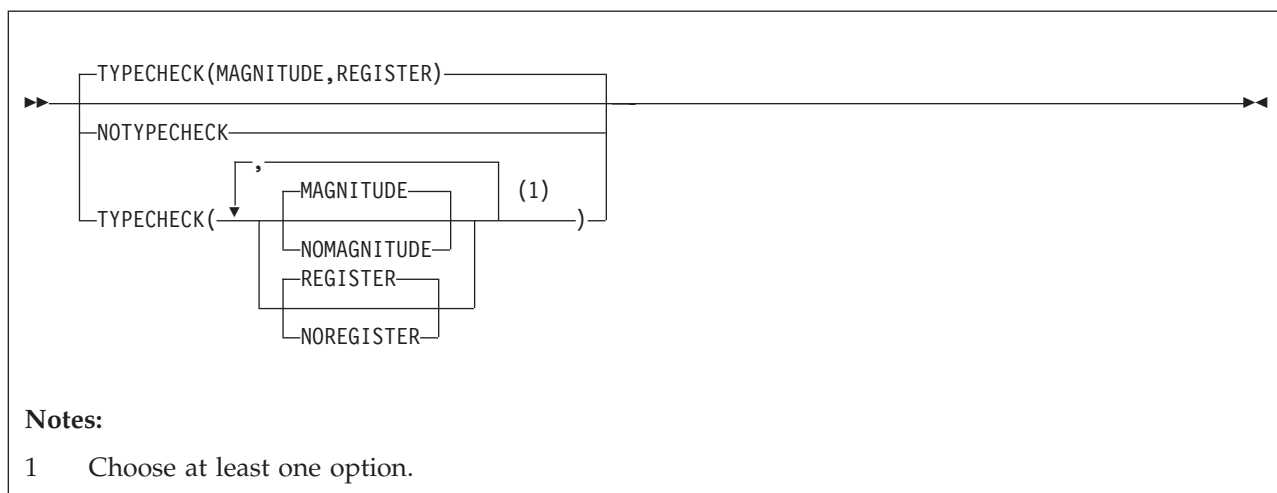 TYPECHECK(MAGNITUDE,REGISTER)
NOTYPECHECK
,
MAGNITUDE (1)
TYPECHECK( )
NOMAGNITUDE
REGISTER
NOREGISTER
Notes:
1 Choose at least one option.